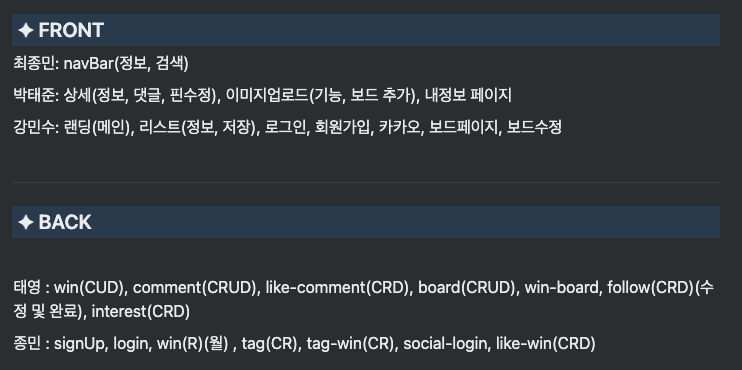 ✦ FRONT
최종민: navBar(정보, 검색)
박태준: 상세(정보, 댓글, 핀수정), 이미지업로드(기능, 보드 추가), 내정보 페이지
강민수: 랜딩(메인), 리스트(정보, 저장), 로그인, 회원가입, 카카오, 보드페이지, 보드수정
✦ BACK
태영 : win(CUD), comment(CRUD), like-comment(CRD), board(CRUD), win-board, follow(CRD)(수
정 및 완료), interest(CRD)
종민 : signUp, login, win(R)(월) , tag(CR), tag-win(CR), social-login, like-win(CRD)